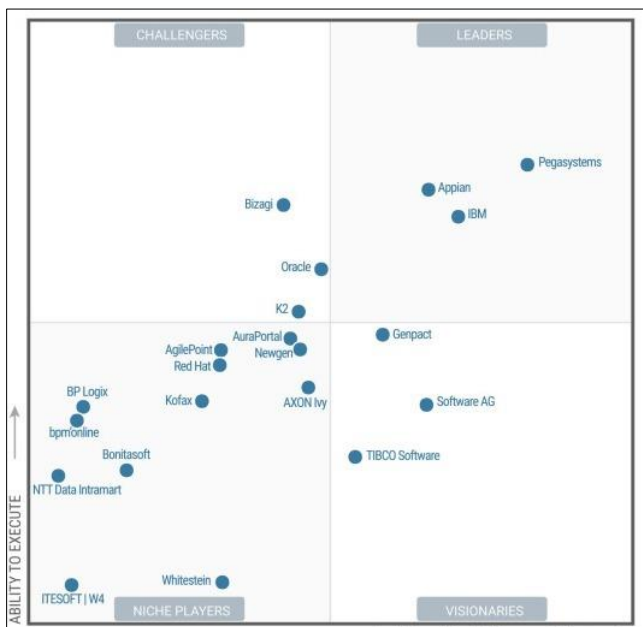 CHALLENGERS
LEADERS
Pegasystems
Appian
IBM
Bizagi
Oracle
K2
AuraPortal
Newgen
AgilePoint
Red Hat
Genpact
Kofax
AXON Ivy
Software AG
BP Logix
bpm'online
Bonitasoft
TIBCO Software
NTT Data Intramart
Whitestein
ITESOFT | W4
ABILITY TO EXECUTE
NICHE PLAYERS
VISIONARIES